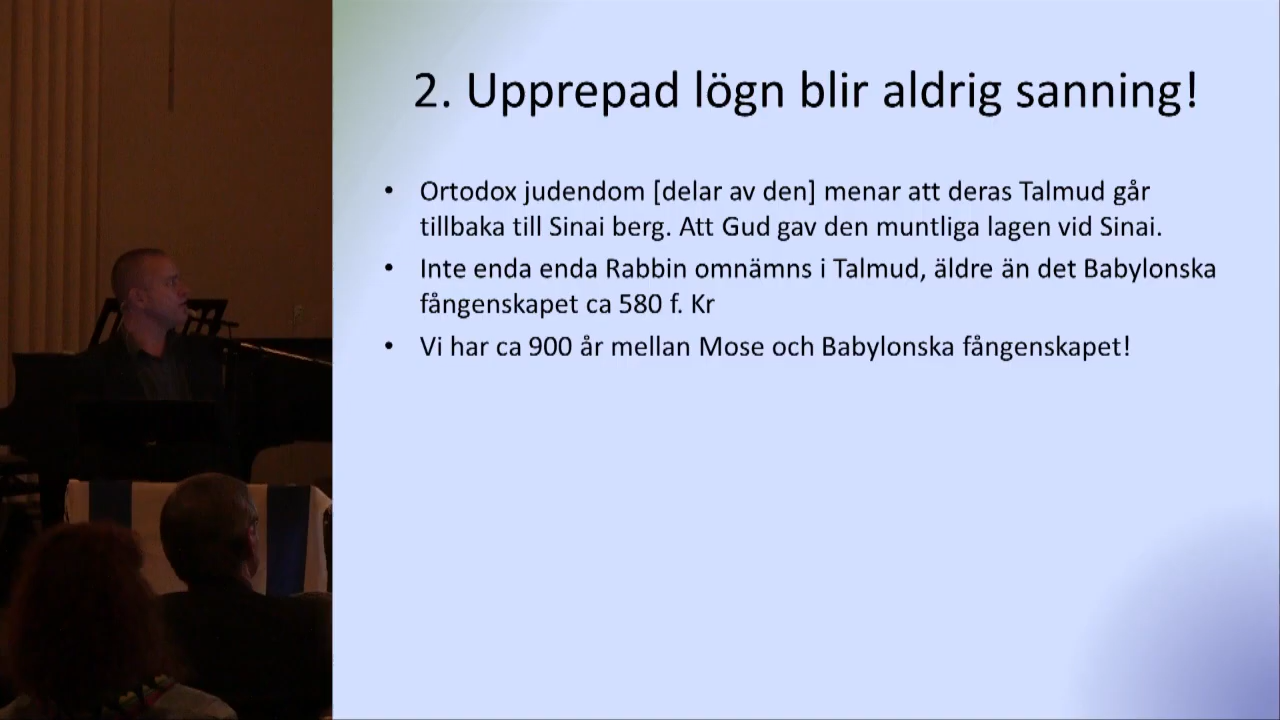 2. Upprepad lögn blir aldrig sanning!
• Ortodox judendom [delar av den] menar att deras Talmud går
tillbaka till Sinai berg. Att Gud gav den muntliga lagen vid Sinai.
• Inte enda enda Rabbin omnämns i Talmud, äldre än det Babylonska
fångenskapet ca 580 f. Kr
• Vi har ca 900 år mellan Mose och Babylonska fångenskapet!